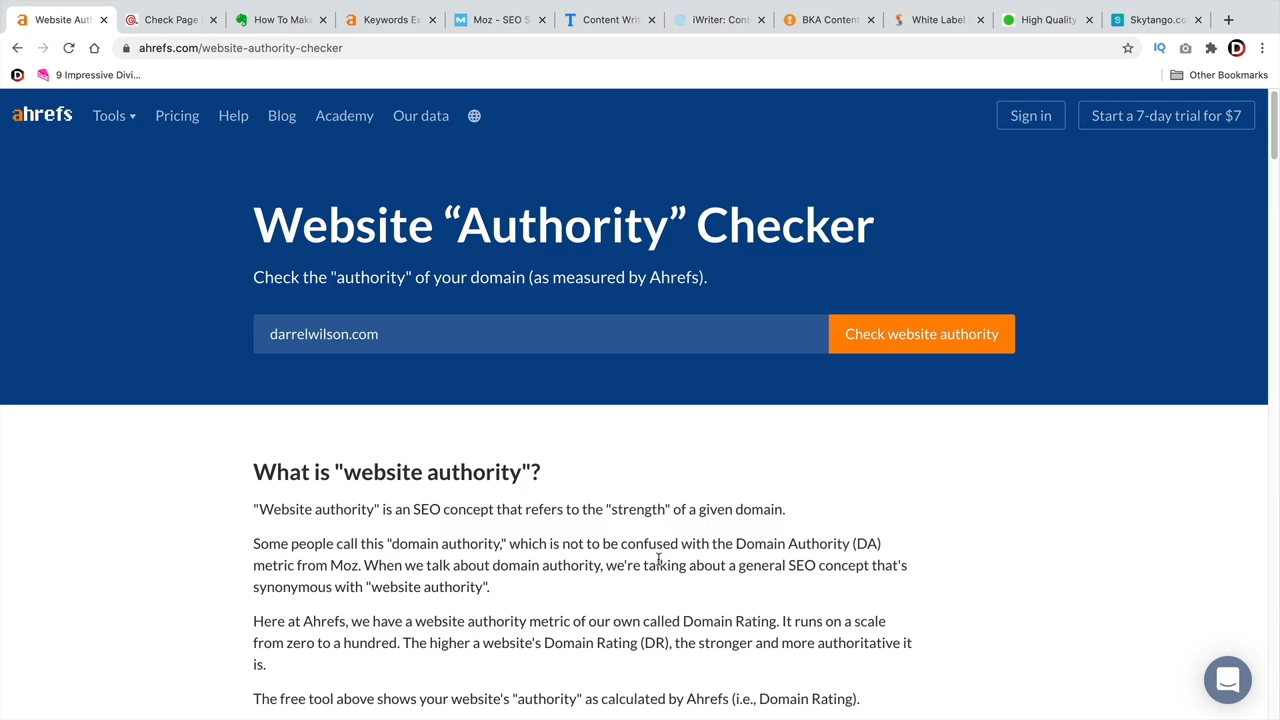 Website Aut
Check Page
How To Make
Keywords Ex
Moz - SEO S
Content Writ
iWriter: Cont
BKA Content
White Label
High Quality
Skytango.co
ahrefs.com/website-authority-checker
9 Impressive Divi...
Other Bookmarks
ahrefs
Tools
Pricing
Help
Blog
Academy
Our data
Sign in
Start a 7-day trial for $7
Website “Authority” Checker
Check the "authority" of your domain (as measured by Ahrefs).
darrelwilson.com
Check website authority
What is "website authority"?
"Website authority" is an SEO concept that refers to the "strength" of a given domain.
Some people call this "domain authority," which is not to be confused with the Domain Authority (DA)
metric from Moz. When we talk about domain authority, we're talking about a general SEO concept that's
synonymous with "website authority".
Here at Ahrefs, we have a website authority metric of our own called Domain Rating. It runs on a scale
from zero to a hundred. The higher a website's Domain Rating (DR), the stronger and more authoritative it
is.
The free tool above shows your website's "authority" as calculated by Ahrefs (i.e., Domain Rating).